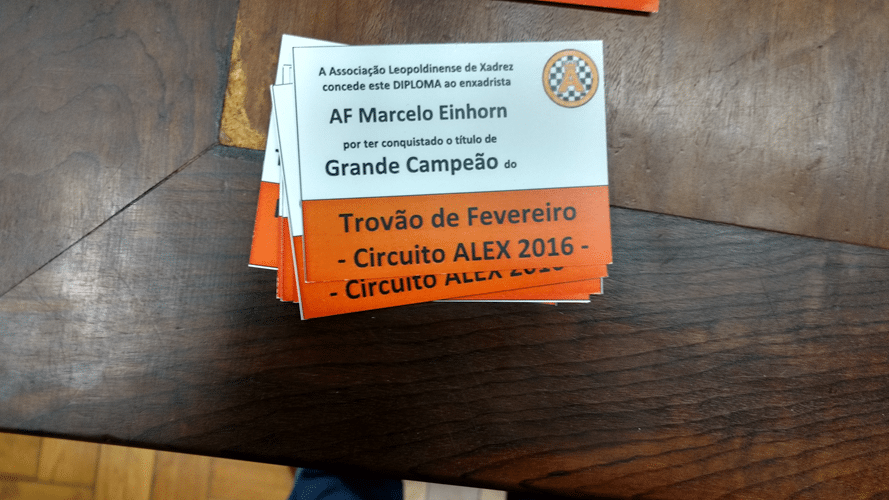 A Associação Leopoldinense de Xadrez
concede este DIPLOMA ao enxadrista
AF Marcelo Einhorn
por ter conquistado o título de
Grande Campeão do
Trovão de Fevereiro
- Circuito ALEX 2016 -
- Circuito ALEX 2016
A